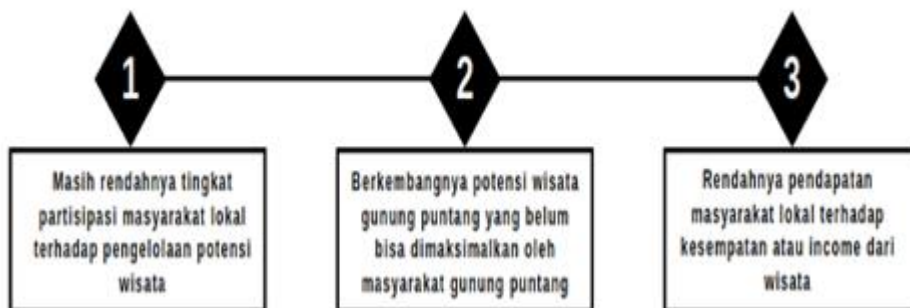 1
2
3
Masih rendahnya tingkat
partisipasi masyarakat lokal
terhadap pengelolaan potensi
wisata
Berkembangnya potensi wisata
gunung puntang yang belum
bisa dimaksimalkan oleh
masyarakat gunung puntang
Rendahnya pendapatan
masyarakat lokal terhadap
kesempatan atau income dari
wisata